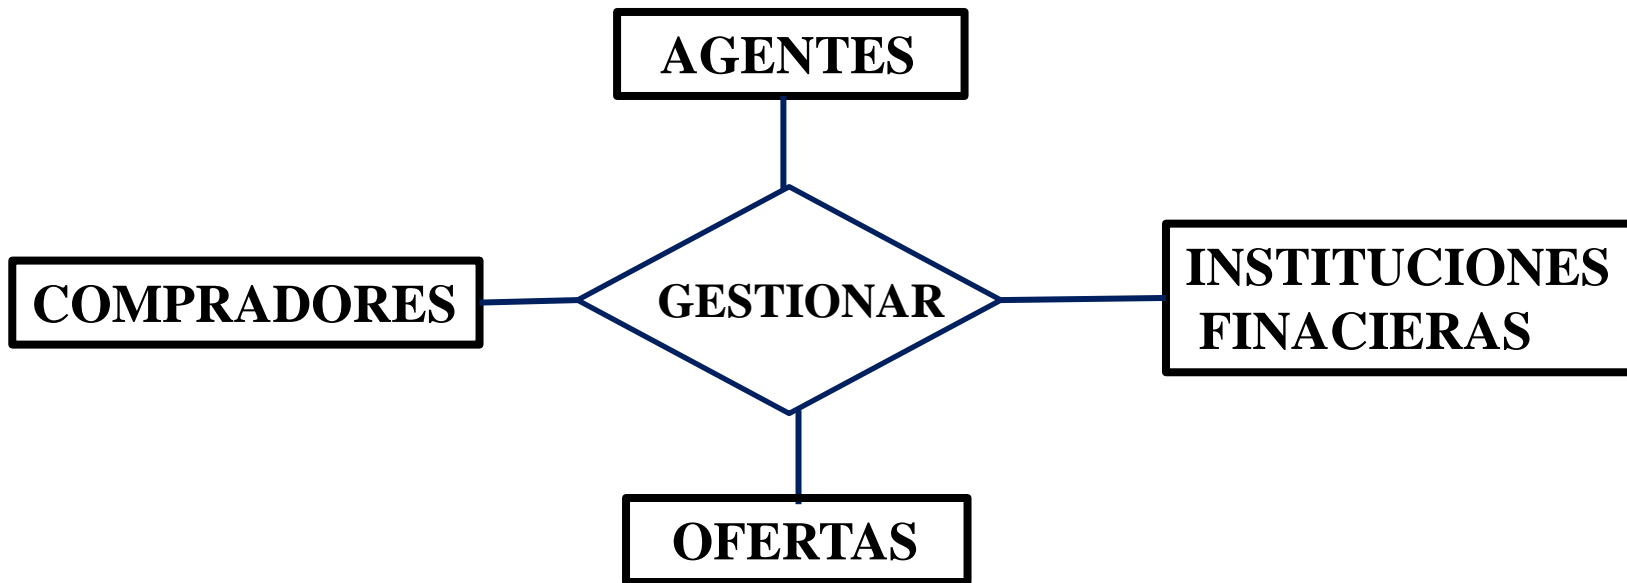 AGENTES
COMPRADORES
GESTIONAR
INSTITUCIONES
FINACIERAS
OFERTAS